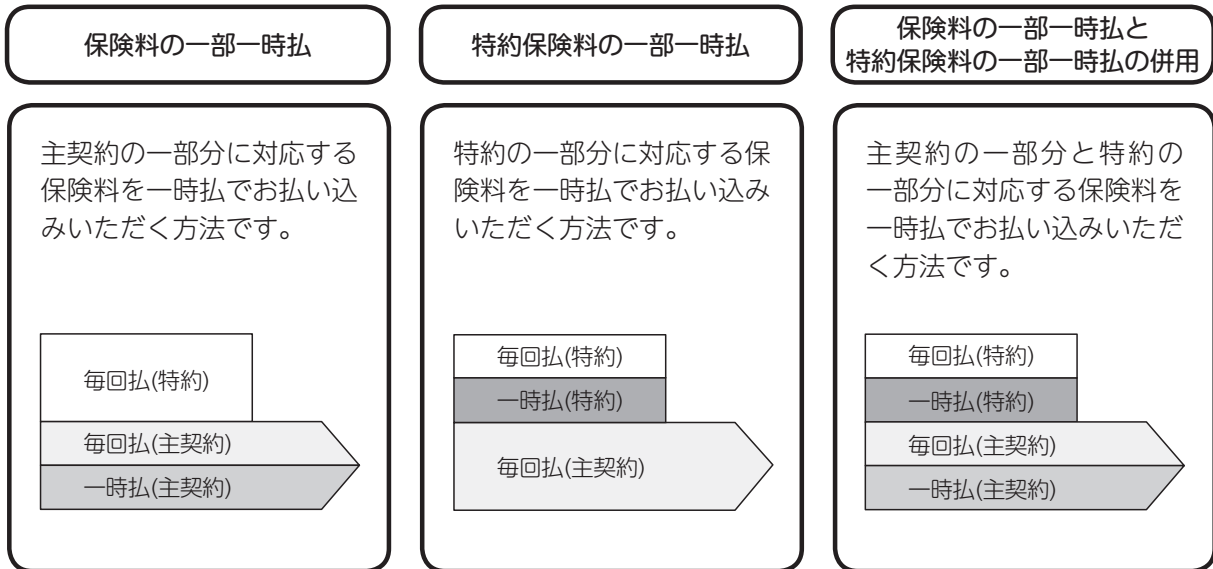 保険料の一部一時払
特約保険料の一部一時払
保険料の一部一時払と
特約保険料の一部一時払の併用
主契約の一部分に対応する
保険料を一時払でお払い込
みいただく方法です。
毎回払(特約)
毎回払(主契約)
一時払(主契約)
特約の一部分に対応する保
険料を一時払でお払い込み
いただく方法です。
毎回払(特約)
一時払(特約)
毎回払(主契約)
主契約の一部分と特約の
一部分に対応する保険料を
一時払でお払い込みいただ
く方法です。
毎回払(特約)
一時払(特約)
毎回払(主契約)
一時払(主契約)